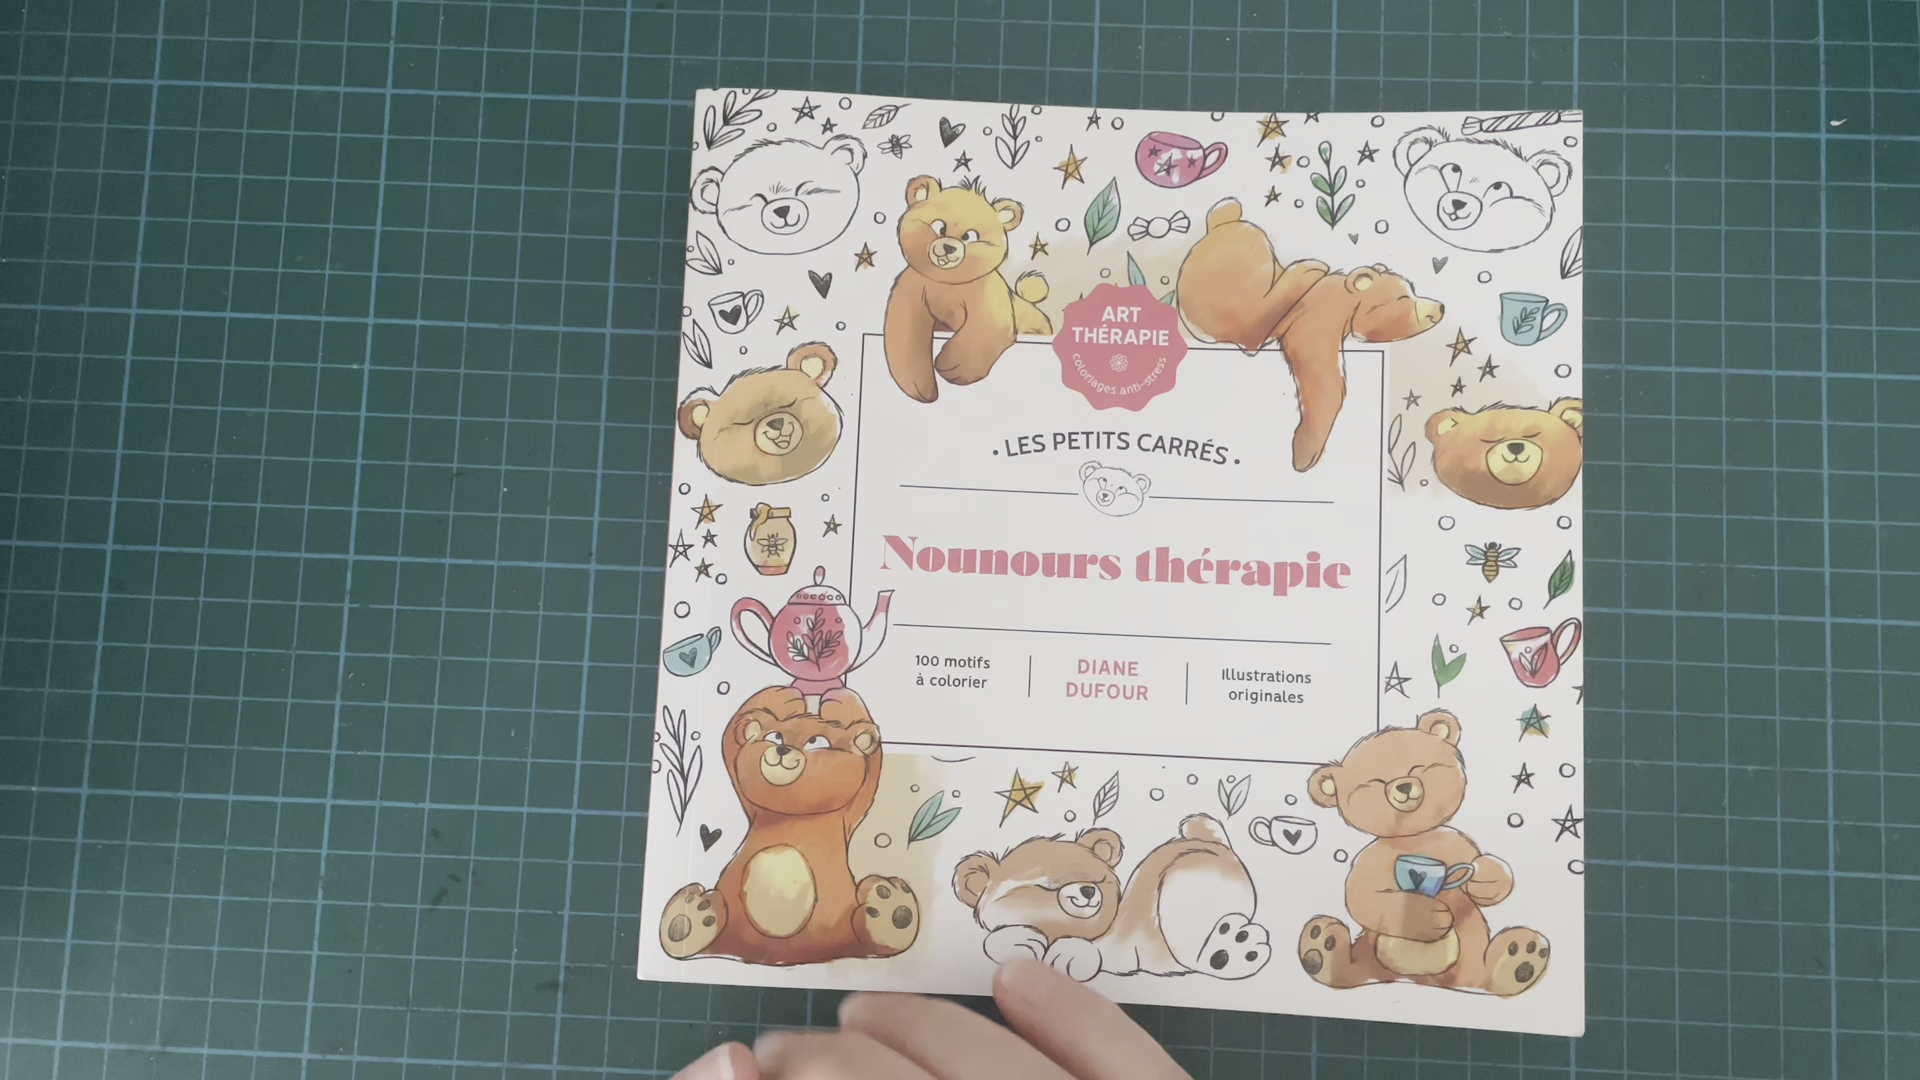 ART
THÉRAPIE
coloriages anti-stress
• LES PETITS CARRÉS •
Nounours thérapie
100 motifs
à colorier
DIANE
DUFOUR
Illustrations
originales